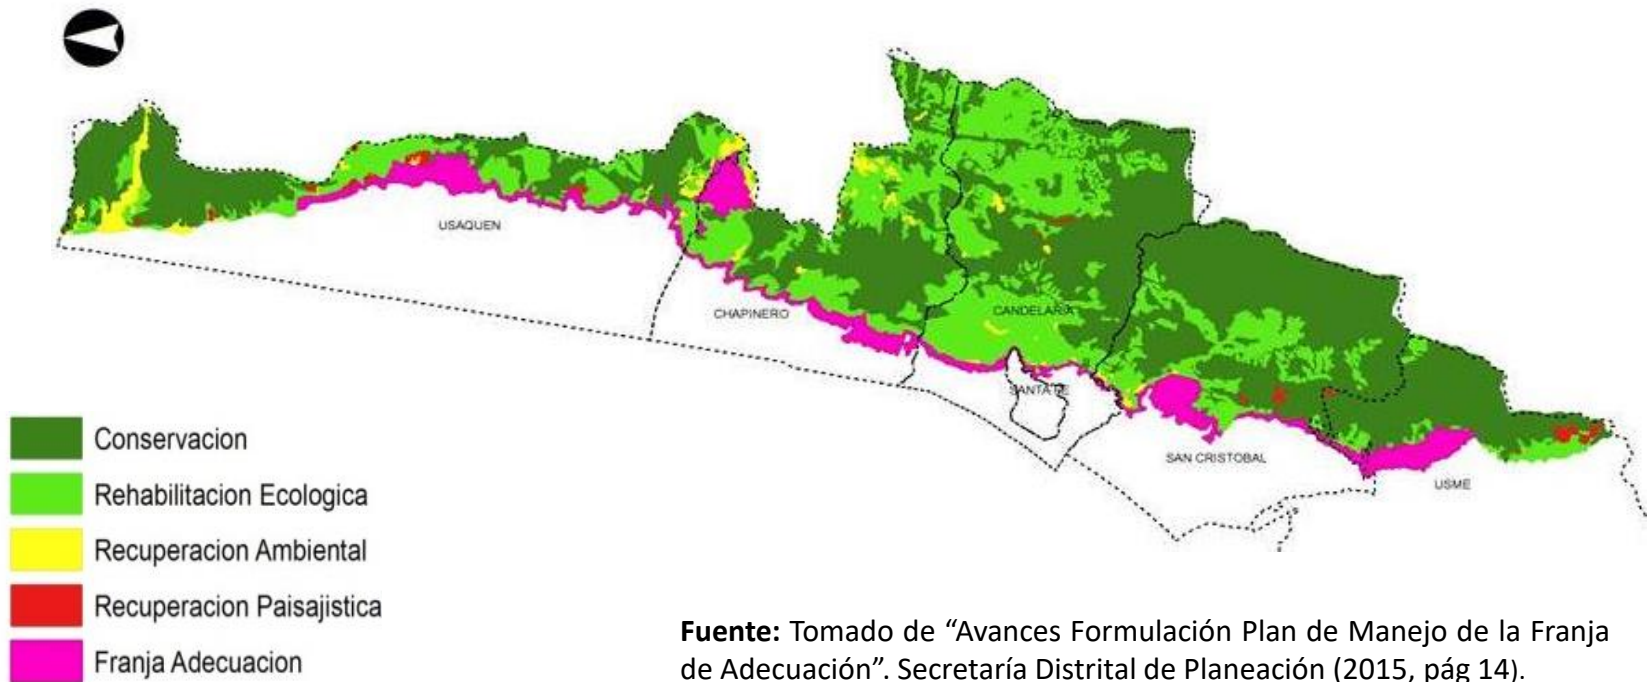 USAQUEN
CHAPINERO
CANDELARIA
SANTA FE
SAN CRISTOBAL
USME
Conservacion
Rehabilitacion Ecologica
Recuperacion Ambiental
Recuperacion Paisajistica
Franja Adecuacion
Fuente: Tomado de “Avances Formulación Plan de Manejo de la Franja
de Adecuación”. Secretaría Distrital de Planeación (2015, pág 14).